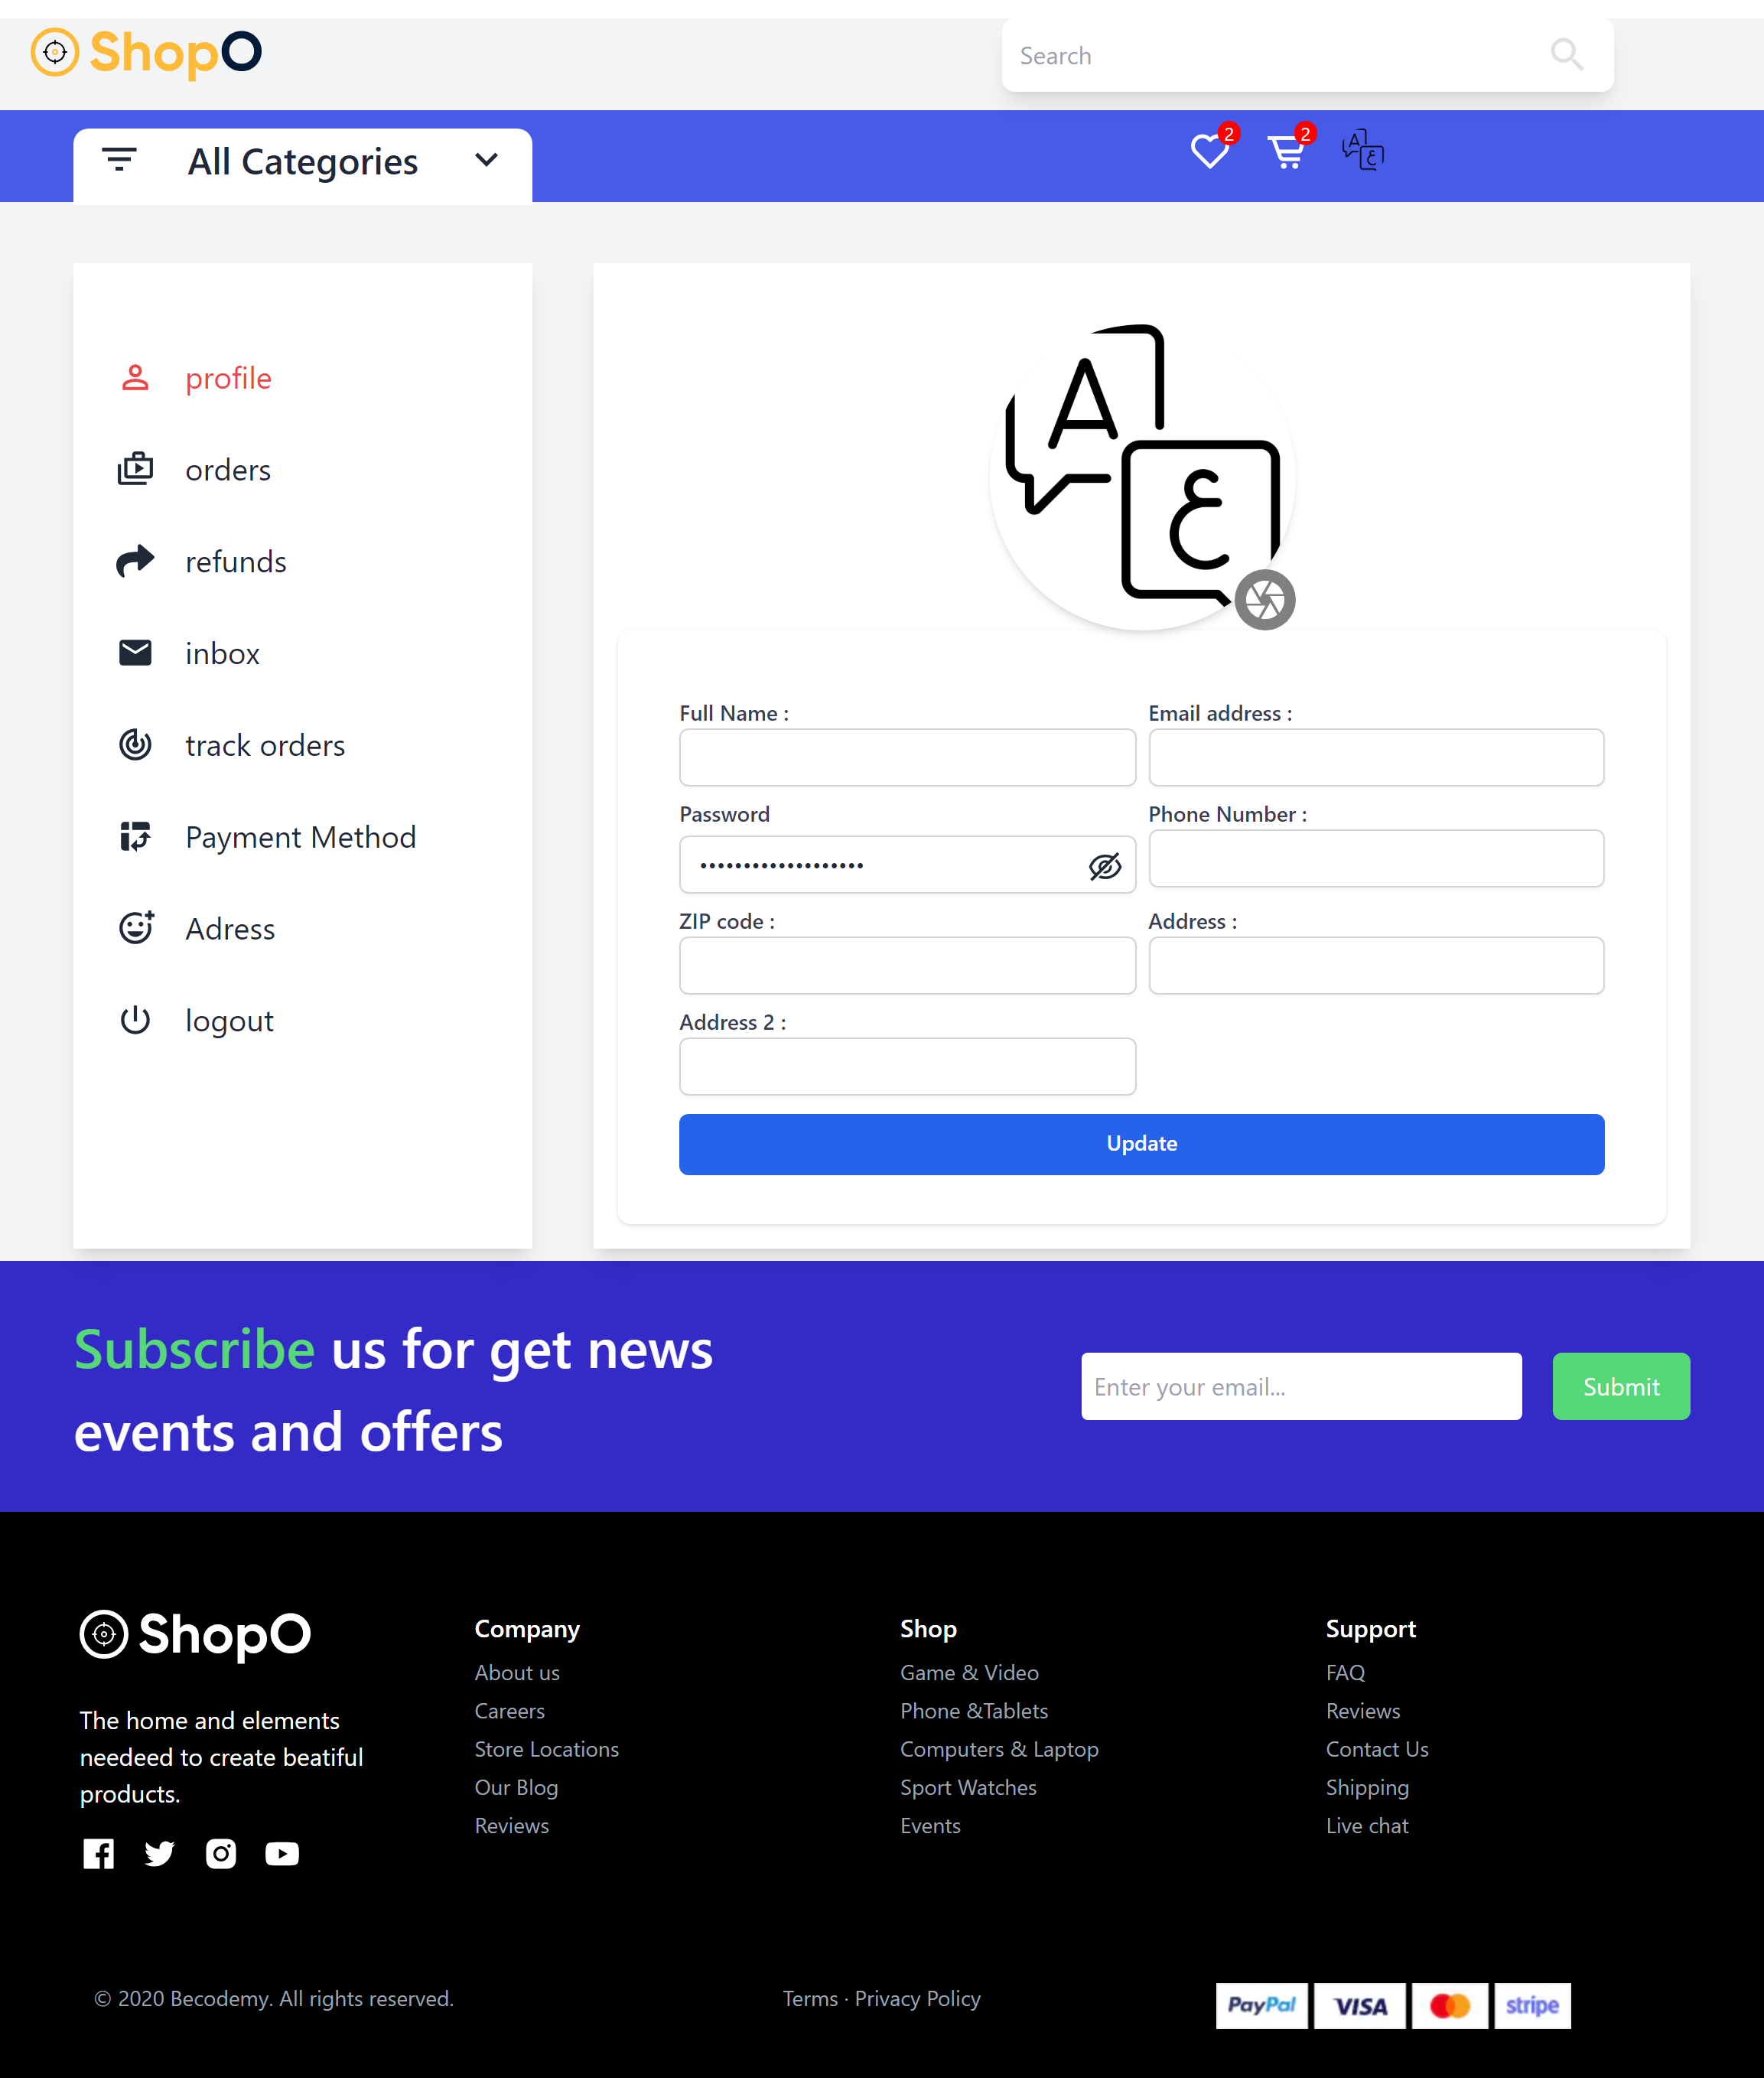 ShopO
Search
All Categories
2
2
A
ع
profile
orders
refunds
inbox
track orders
Payment Method
Adress
logout
A
ع
Full Name :
Email address :
Password
•••••••••••••••••••
Phone Number :
ZIP code :
Address :
Address 2 :
Update
Subscribe us for get news
events and offers
Enter your email...
Submit
ShopO
The home and elements
needeed to create beatiful
products.
Company
About us
Careers
Store Locations
Our Blog
Reviews
Shop
Game & Video
Phone &Tablets
Computers & Laptop
Sport Watches
Events
Support
FAQ
Reviews
Contact Us
Shipping
Live chat
© 2020 Becodemy. All rights reserved.
Terms · Privacy Policy
PayPal
VISA
stripe